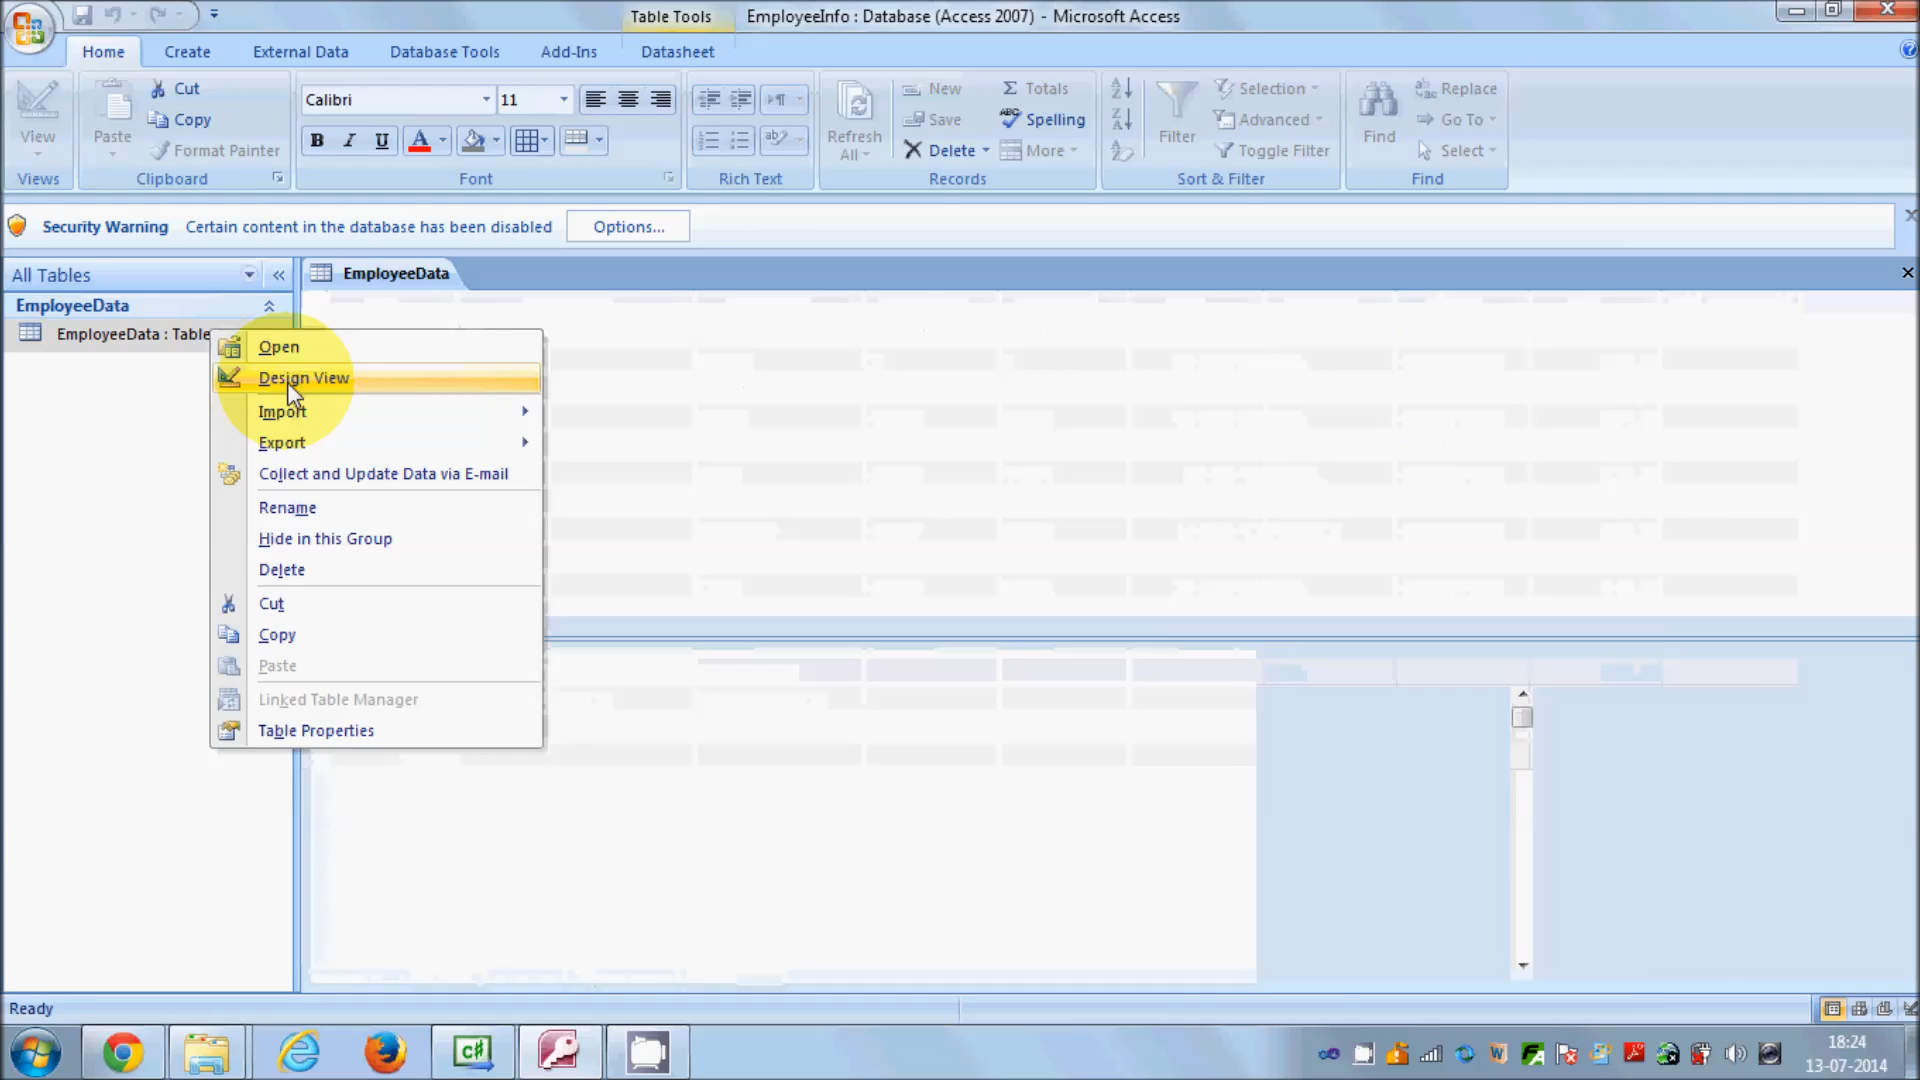 Table Tools
EmployeeInfo : Database (Access 2007) - Microsoft Access
Home
Create
External Data
Database Tools
Add-Ins
Datasheet
View
Paste
Cut
Copy
Format Painter
Calibri
11
B I U A
ab
Refresh
All
New
Save
Delete
Σ Totals
ABC Spelling
More
Filter
Selection
Advanced
Toggle Filter
Find
Replace
Go To
Select
Views
Clipboard
Font
Rich Text
Records
Sort & Filter
Find
Security Warning Certain content in the database has been disabled Options...
All Tables
EmployeeData
EmployeeData
EmployeeData : Table
Open
Design View
Import
Export
Collect and Update Data via E-mail
Rename
Hide in this Group
Delete
Cut
Copy
Paste
Linked Table Manager
Table Properties
Ready
C#
18:24
13-07-2014